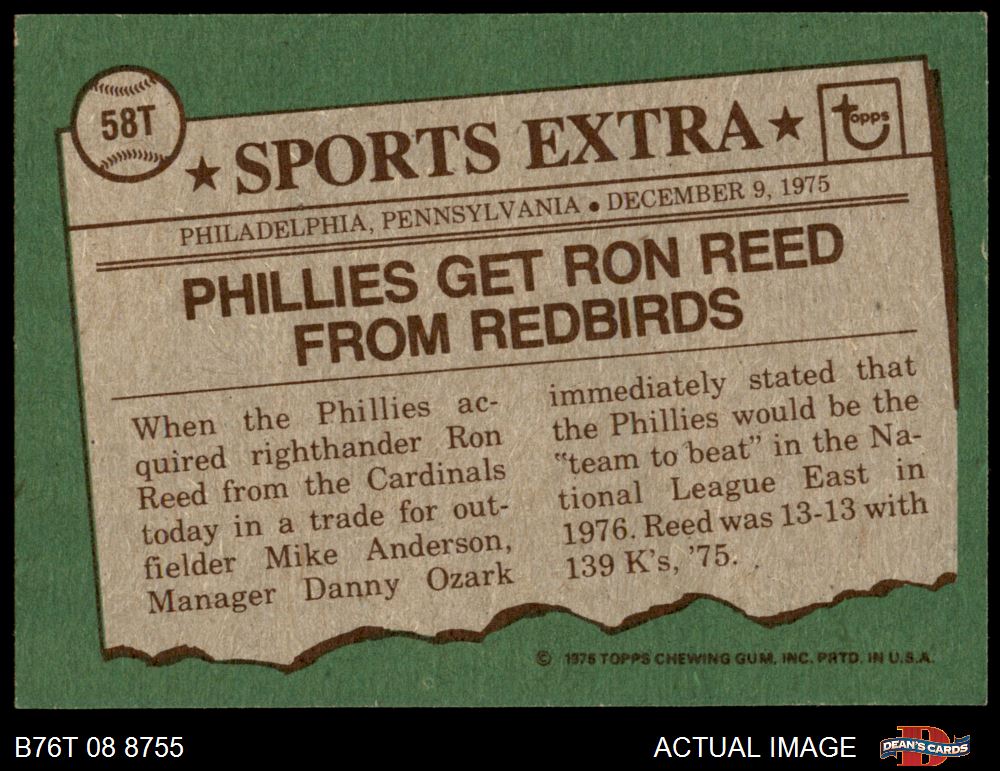 58T
★ SPORTS EXTRA ★
Topps
PHILADELPHIA, PENNSYLVANIA • DECEMBER 9, 1975
PHILLIES GET RON REED
FROM REDBIRDS
When the Phillies ac-
quired righthander Ron
Reed from the Cardinals
today in a trade for out-
fielder Mike Anderson,
Manager Danny Ozark
immediately stated that
the Phillies would be the
“team to beat” in the Na-
tional League East in
1976. Reed was 13-13 with
139 K's, '75.
© 1976 TOPPS CHEWING GUM, INC. PRTD. IN U.S.A.
B76T 08 8755
ACTUAL IMAGE
DEAN'S CARDS